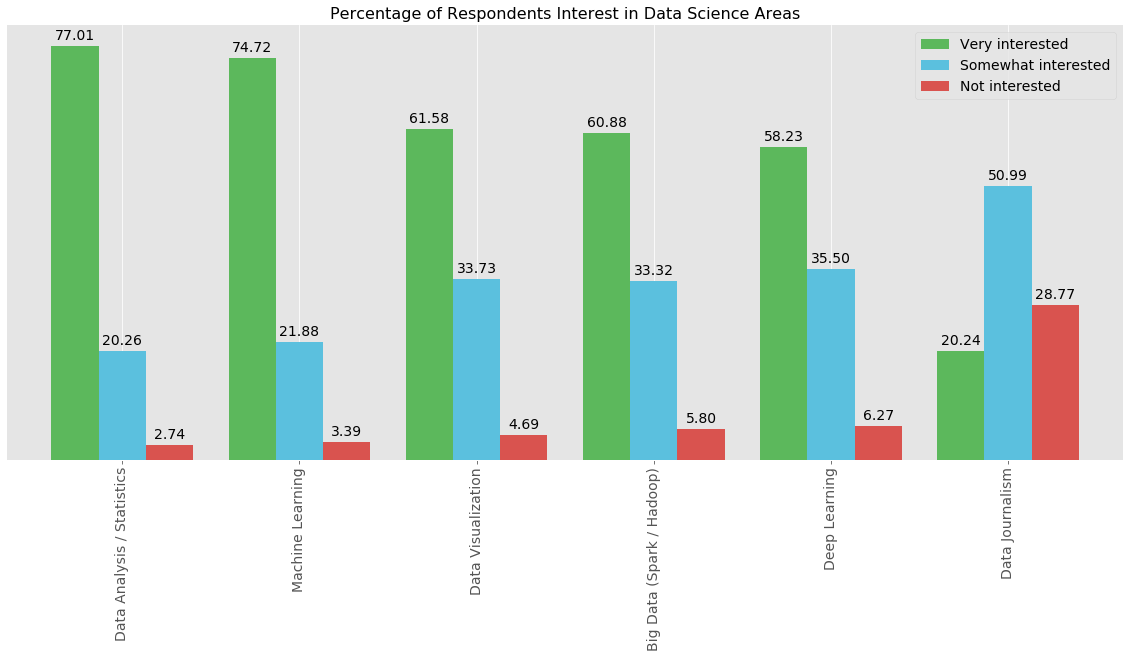 Percentage of Respondents Interest in Data Science Areas
Very interested
Somewhat interested
Not interested
77.01
20.26
2.74
74.72
21.88
3.39
61.58
33.73
4.69
60.88
33.32
5.80
58.23
35.50
6.27
20.24
50.99
28.77
Data Analysis / Statistics
Machine Learning
Data Visualization
Big Data (Spark / Hadoop)
Deep Learning
Data Journalism